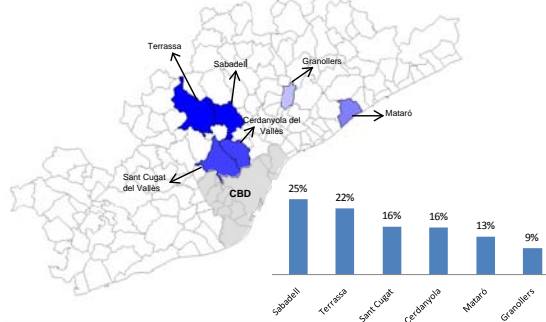 Terrassa
Sabadell
Granollers
Mataró
Cerdanyola del
Vallès
Sant Cugat
del Vallès
CBD
25%
22%
16%
16%
13%
9%
Sabadell
Terrassa
Sant Cugat
Cerdanyola
Mataró
Granollers